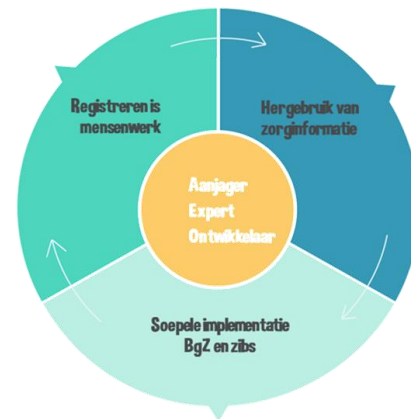 Registreren is
mensenwerk
Hergebruik van
zorginformatie
Aanjager
Expert
Ontwikkelaar
Soepele implementatie
BgZ en zibs